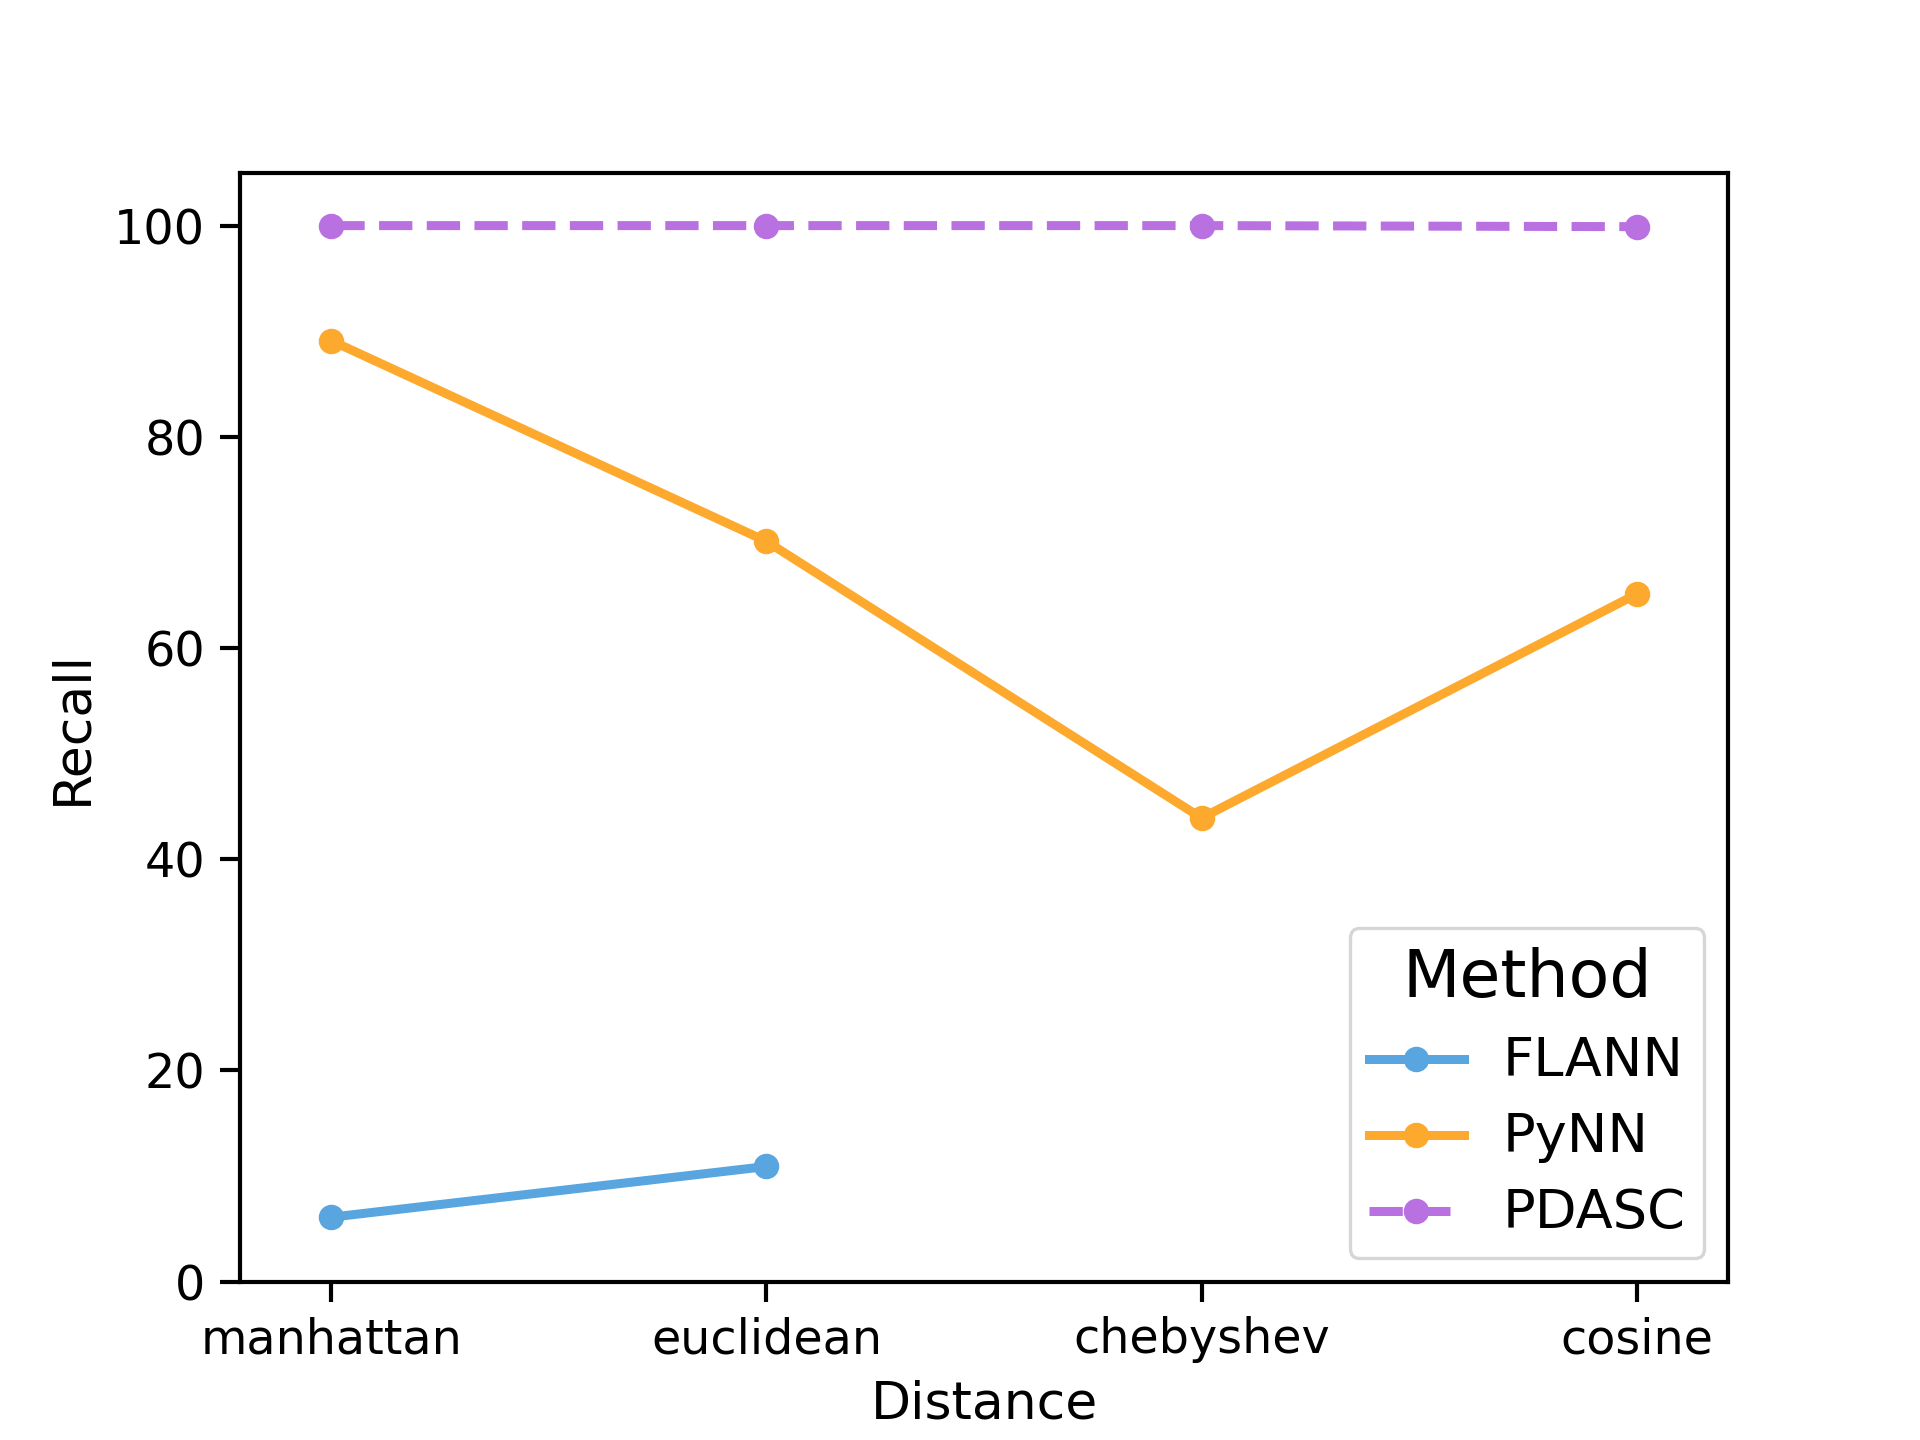 100
80
60
40
20
0
Recall
manhattan euclidean chebyshev cosine
Distance
Method
FLANN
PyNN
PDASC